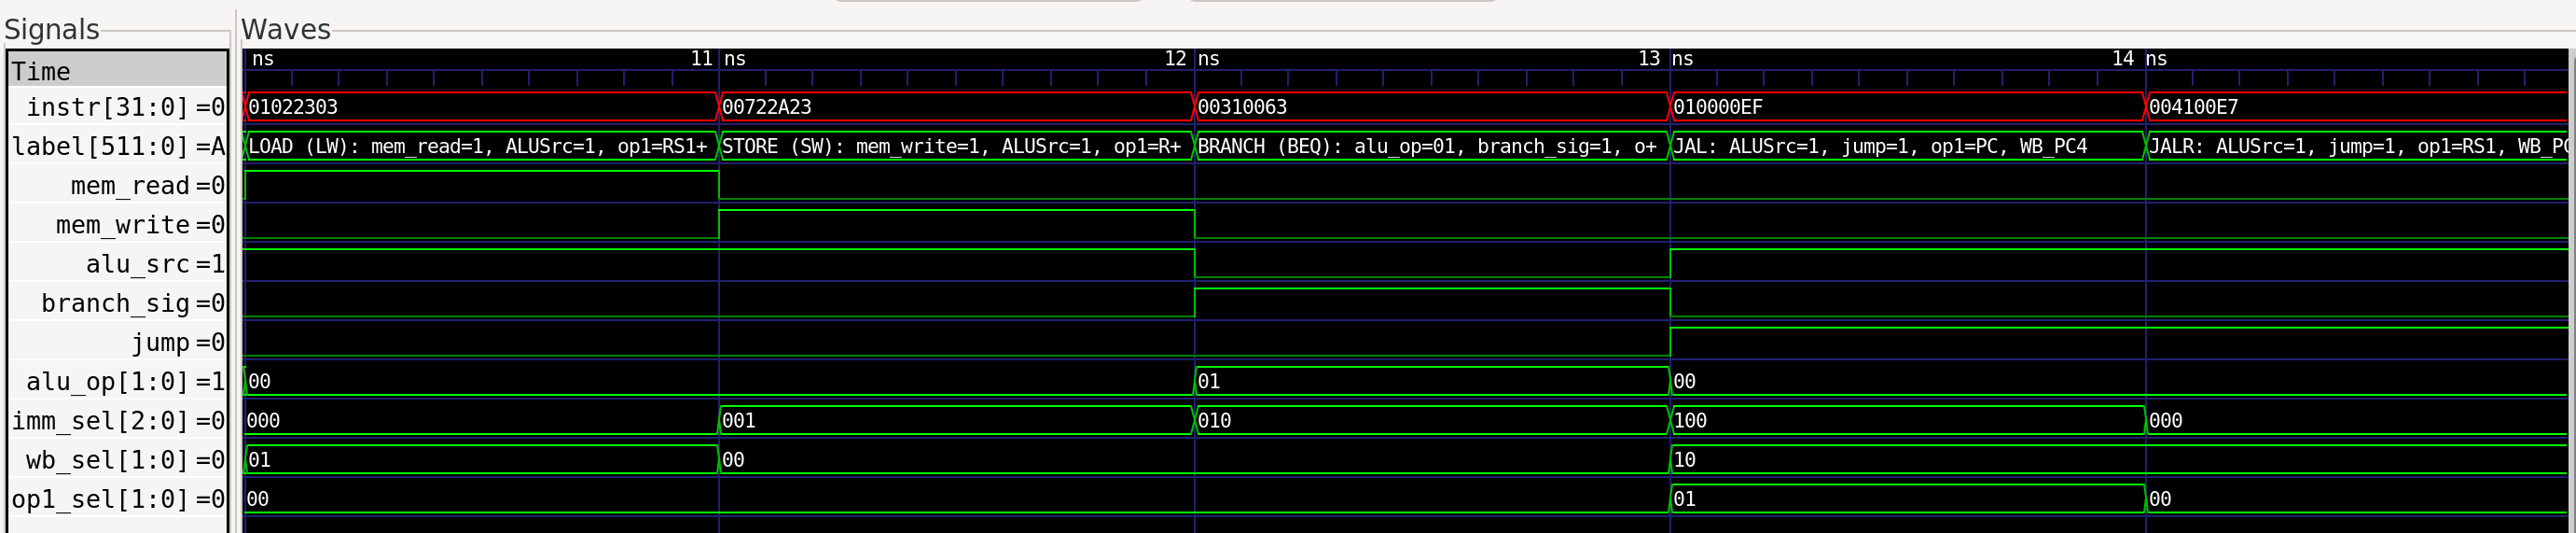 Signals
Waves
Time
ns 11 ns 12 ns 13 ns 14 ns
instr[31:0] =0 01022303 00722A23 00310063 010000EF 004100E7
label[511:0] =A LOAD (LW): mem_read=1, ALUSrc=1, op1=RS1+ STORE (SW): mem_write=1, ALUSrc=1, op1=R+ BRANCH (BEQ): alu_op=01, branch_sig=1, o+ JAL: ALUSrc=1, jump=1, op1=PC, WB_PC4 JALR: ALUSrc=1, jump=1, op1=RS1, WB_PC
mem_read =0
mem_write =0
alu_src =1
branch_sig =0
jump =0
alu_op[1:0] =1 00 01 00
imm_sel[2:0] =0 000 001 010 100 000
wb_sel[1:0] =0 01 00 10
op1_sel[1:0] =0 00 01 00